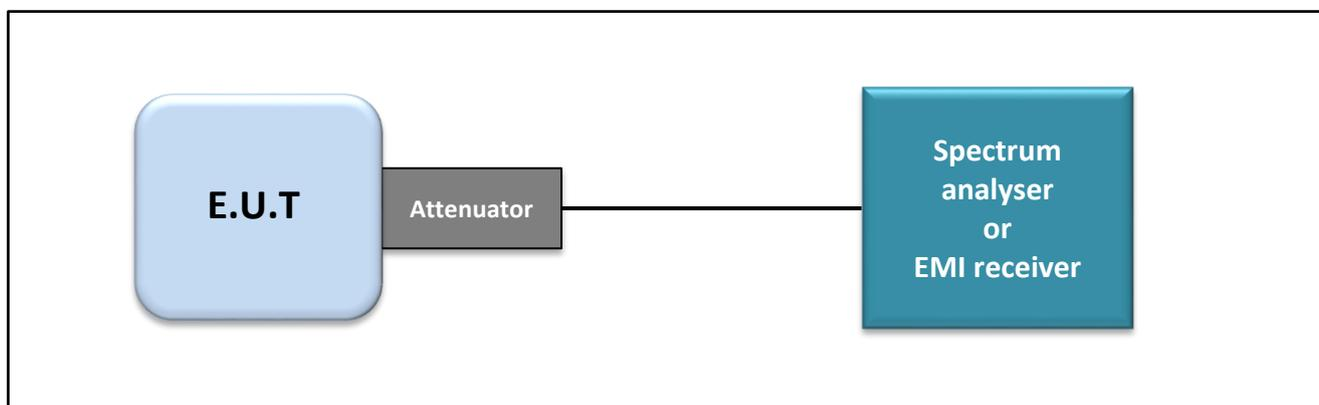 E.U.T
Attenuator
Spectrum
analyser
or
EMI receiver